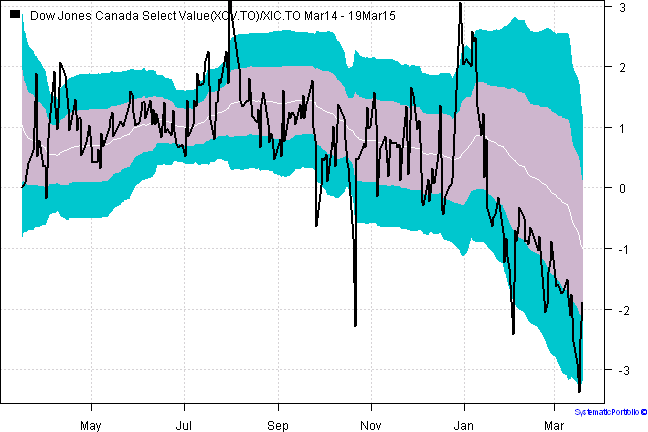 Dow Jones Canada Select Value(XCV.TO)/XIC.TO Mar14 - 19Mar15
3
2
1
0
-1
-2
-3
May Jul Sep Nov Jan Mar
SystematicPortfolio ©